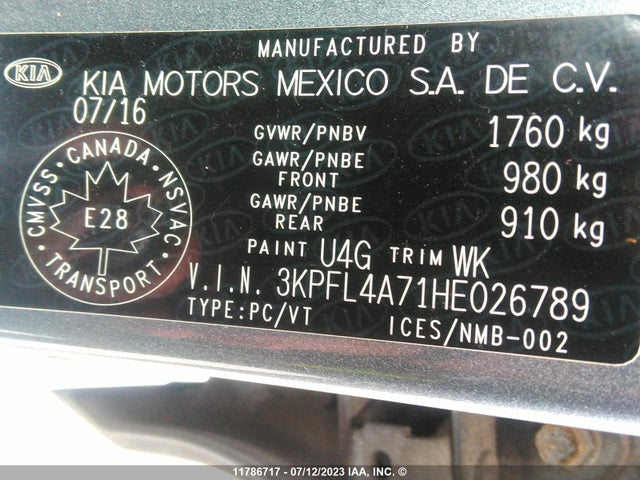 MANUFACTURED BY
KIA
KIA MOTORS MEXICO S.A. DE C.V.
07/16
GVWR/PNBV 1760 kg
GAWR/PNBE FRONT 980 kg
GAWR/PNBE REAR 910 kg
CMVSS • CANADA • NSVAC • TRANSPORT •
E28
PAINT U4G TRIM WK
V.I.N. 3KPFL4A71HE026789
TYPE:PC/VT ICES/NMB-002
11786717 - 07/12/2023 IAA, Inc.